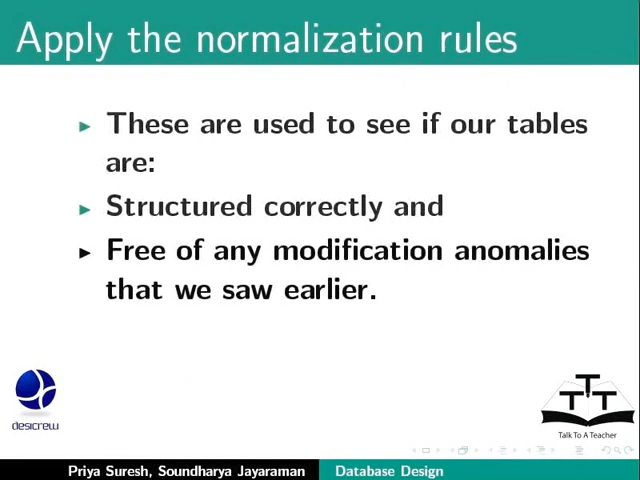 Apply the normalization rules
These are used to see if our tables
are:
Structured correctly and
Free of any modification anomalies
that we saw earlier.
desicrew
TTT
Talk To A Teacher
Priya Suresh, Soundharya Jayaraman Database Design